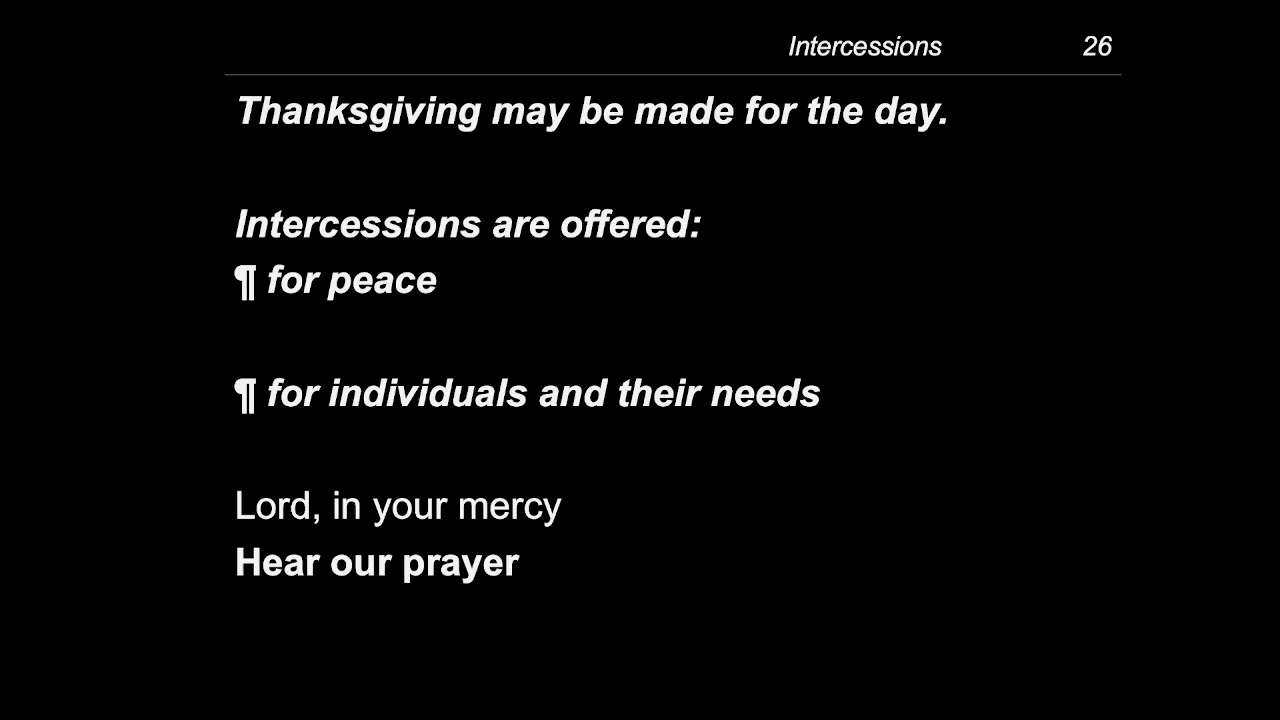 Intercessions 26
Thanksgiving may be made for the day.
Intercessions are offered:
¶ for peace
¶ for individuals and their needs
Lord, in your mercy
Hear our prayer